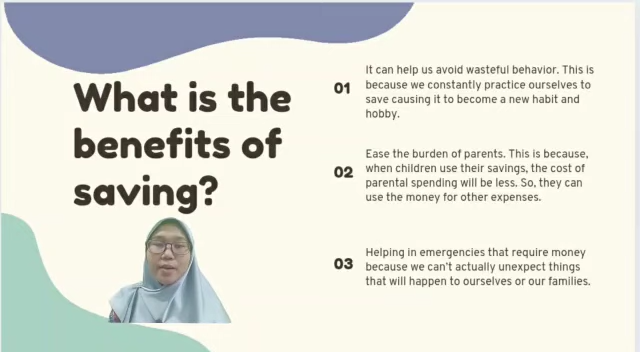 What is the
benefits of
saving?
01
It can help us avoid wasteful behavior. This is
because we constantly practice ourselves to
save causing it to become a new habit and
hobby.
02
Ease the burden of parents. This is because,
when children use their savings, the cost of
parental spending will be less. So, they can
use the money for other expenses.
03
Helping in emergencies that require money
because we can't actually unexpect things
that will happen to ourselves or our families.